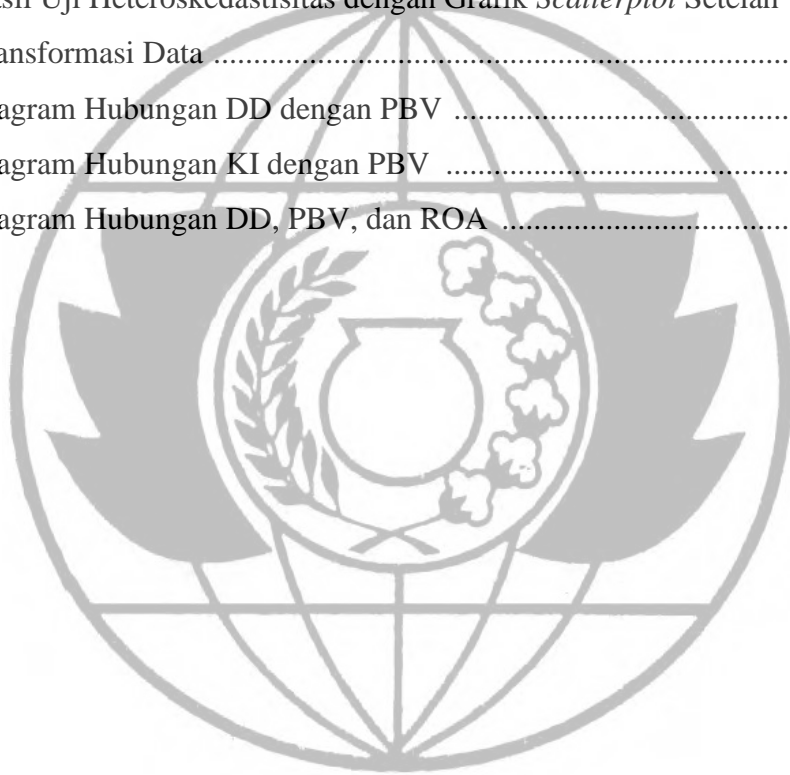 asil Uji Heteroskedastisitas dengan Grafik Scatterplot Setelah
ansformasi Data ........................................................................
agram Hubungan DD dengan PBV ..........................................
agram Hubungan KI dengan PBV ...........................................
agram Hubungan DD, PBV, dan ROA ....................................